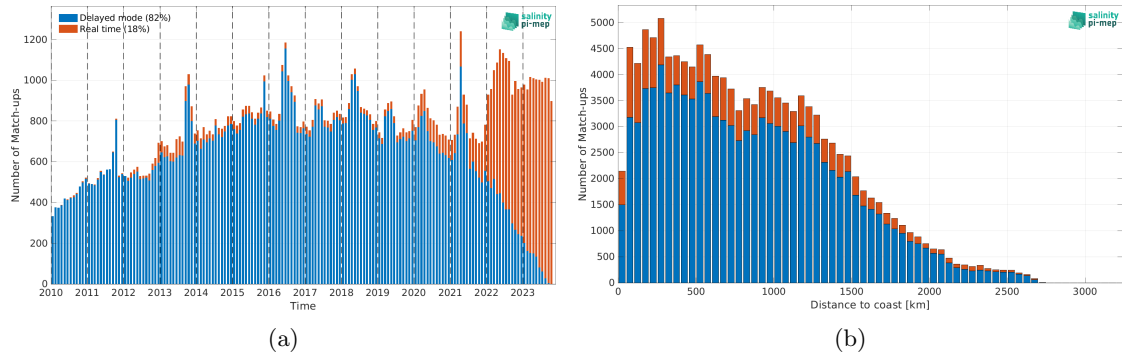 Delayed mode (82%)
Real time (18%)
salinity
pi-mep
1200
1000
800
600
400
200
0
Number of Match-ups
2010 2011 2012 2013 2014 2015 2016 2017 2018 2019 2020 2021 2022 2023
Time
(a)
salinity
pi-mep
5000
4500
4000
3500
3000
2500
2000
1500
1000
500
0
Number of Match-ups
0 500 1000 1500 2000 2500 3000
Distance to coast [km]
(b)